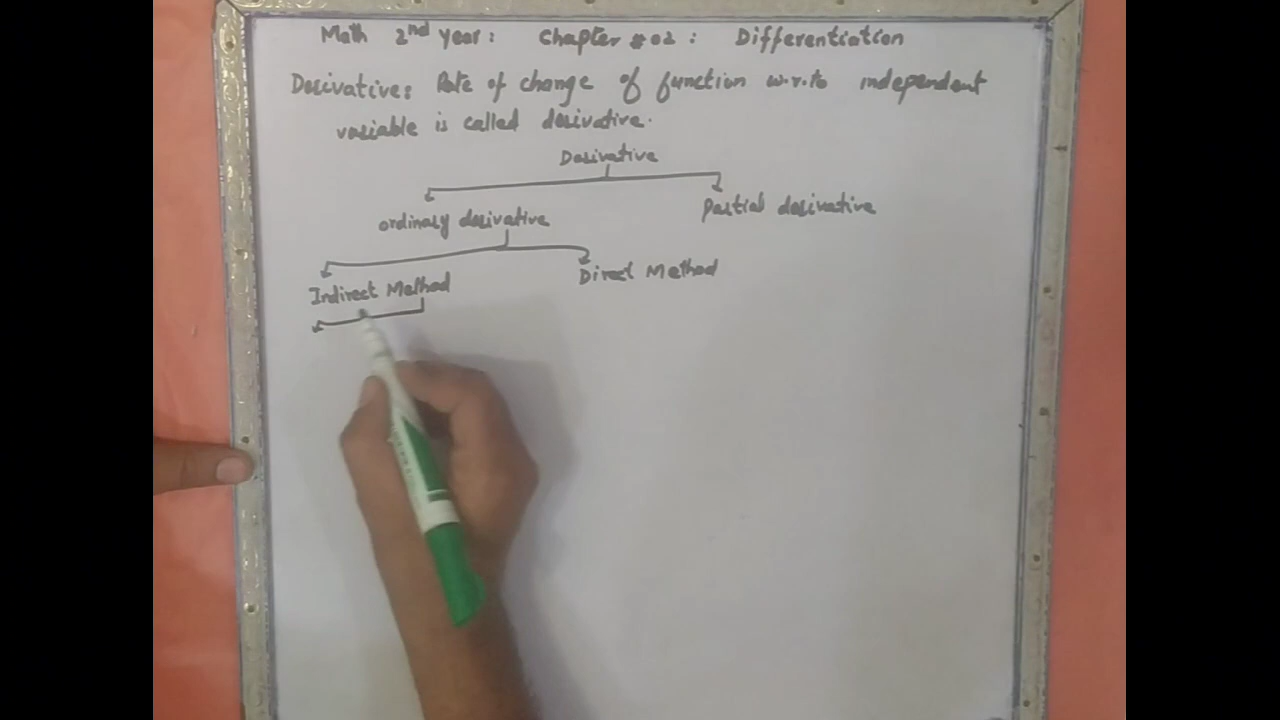 Math 2nd year: Chapter # 02: Differentiation
Derivative: Rate of change of function w.r.to independent
variable is called derivative.
Derivative
ordinary derivative Partial derivative
Indirect Method Direct Method